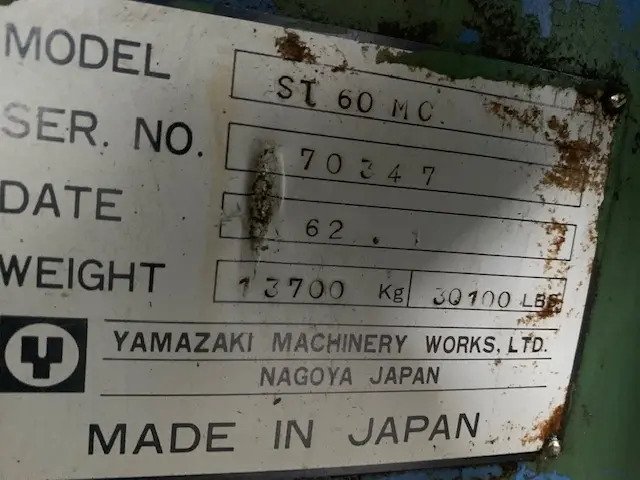 MODEL ST 60 MC.
SER. NO. 70347
DATE 62. 1
WEIGHT 13700 Kg 30100 LBS.
Y YAMAZAKI MACHINERY WORKS, LTD.
NAGOYA JAPAN
MADE IN JAPAN